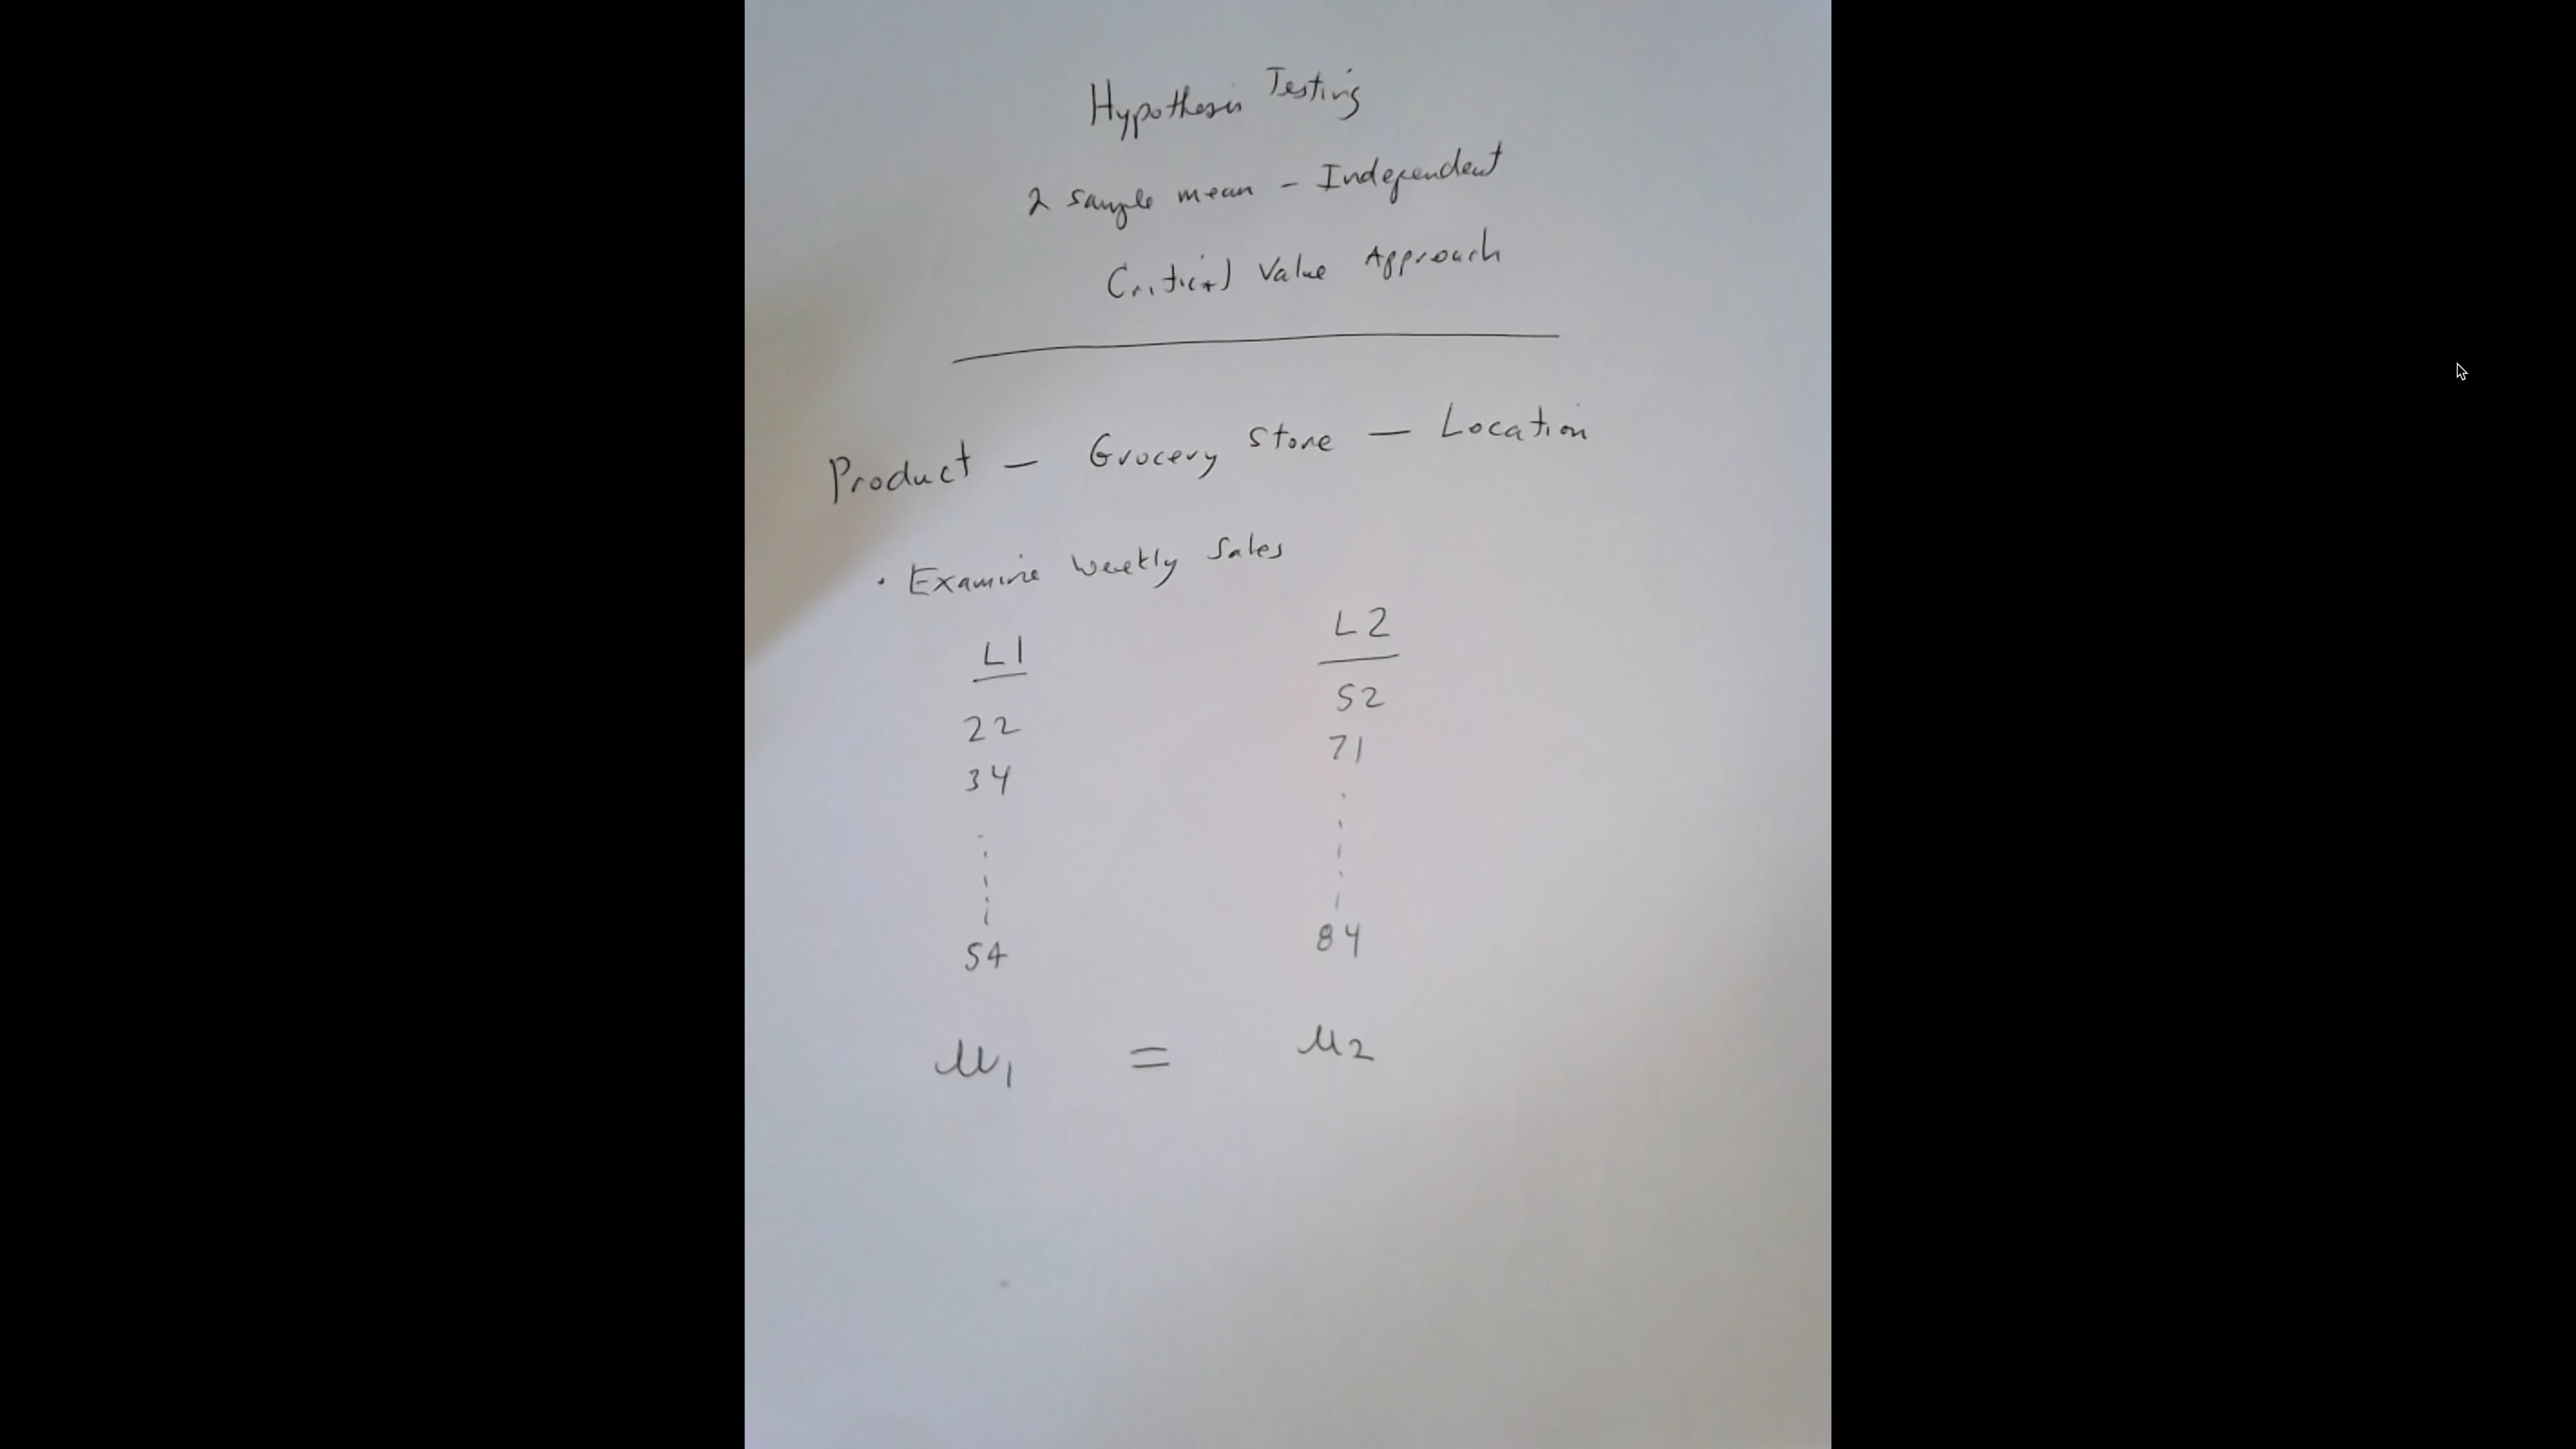 Hypothesis Testing
2 sample mean - Independent
Critical Value Approach
Product — Grocery Store — Location
· Examine Weekly Sales
L1 L2
22 52
34 71
54 84
μ1 = μ2